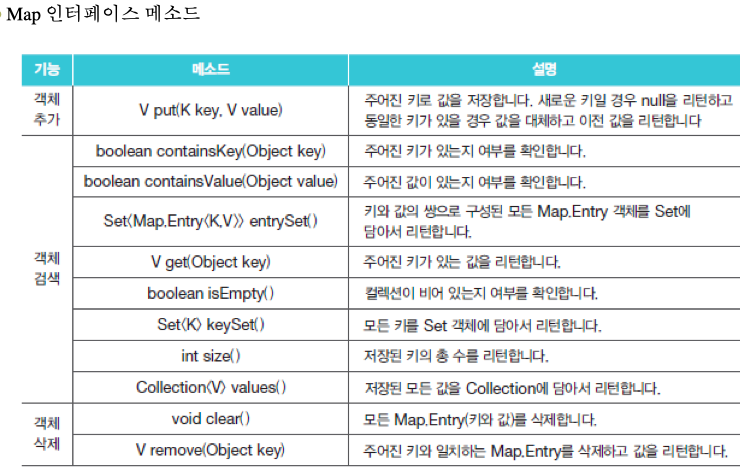 Map 인터페이스 메소드
기능 메소드 설명
객체 추가 V put(K key, V value) 주어진 키로 값을 저장합니다. 새로운 키일 경우 null을 리턴하고
동일한 키가 있을 경우 값을 대체하고 이전 값을 리턴합니다
객체 검색 boolean containsKey(Object key) 주어진 키가 있는지 여부를 확인합니다.
boolean containsValue(Object value) 주어진 값이 있는지 여부를 확인합니다.
Set<Map.Entry<K,V>> entrySet() 키와 값의 쌍으로 구성된 모든 Map.Entry 객체를 Set에
담아서 리턴합니다.
V get(Object key) 주어진 키가 있는 값을 리턴합니다.
boolean isEmpty() 컬렉션이 비어 있는지 여부를 확인합니다.
Set<K> keySet() 모든 키를 Set 객체에 담아서 리턴합니다.
int size() 저장된 키의 총 수를 리턴합니다.
Collection<V> values() 저장된 모든 값을 Collection에 담아서 리턴합니다.
객체 삭제 void clear() 모든 Map.Entry(키와 값)를 삭제합니다.
V remove(Object key) 주어진 키와 일치하는 Map.Entry를 삭제하고 값을 리턴합니다.